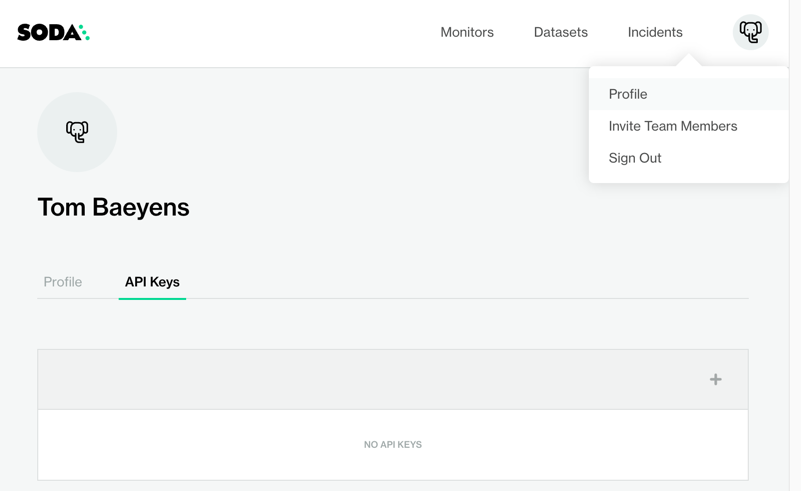 SODA
Monitors Datasets Incidents
Profile
Invite Team Members
Sign Out
Tom Baeyens
Profile API Keys
+
NO API KEYS